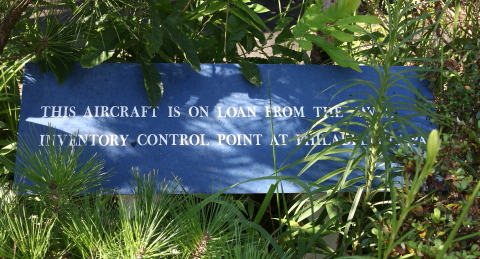 THIS AIRCRAFT IS ON LOAN FROM THE
INVENTORY CONTROL POINT AT